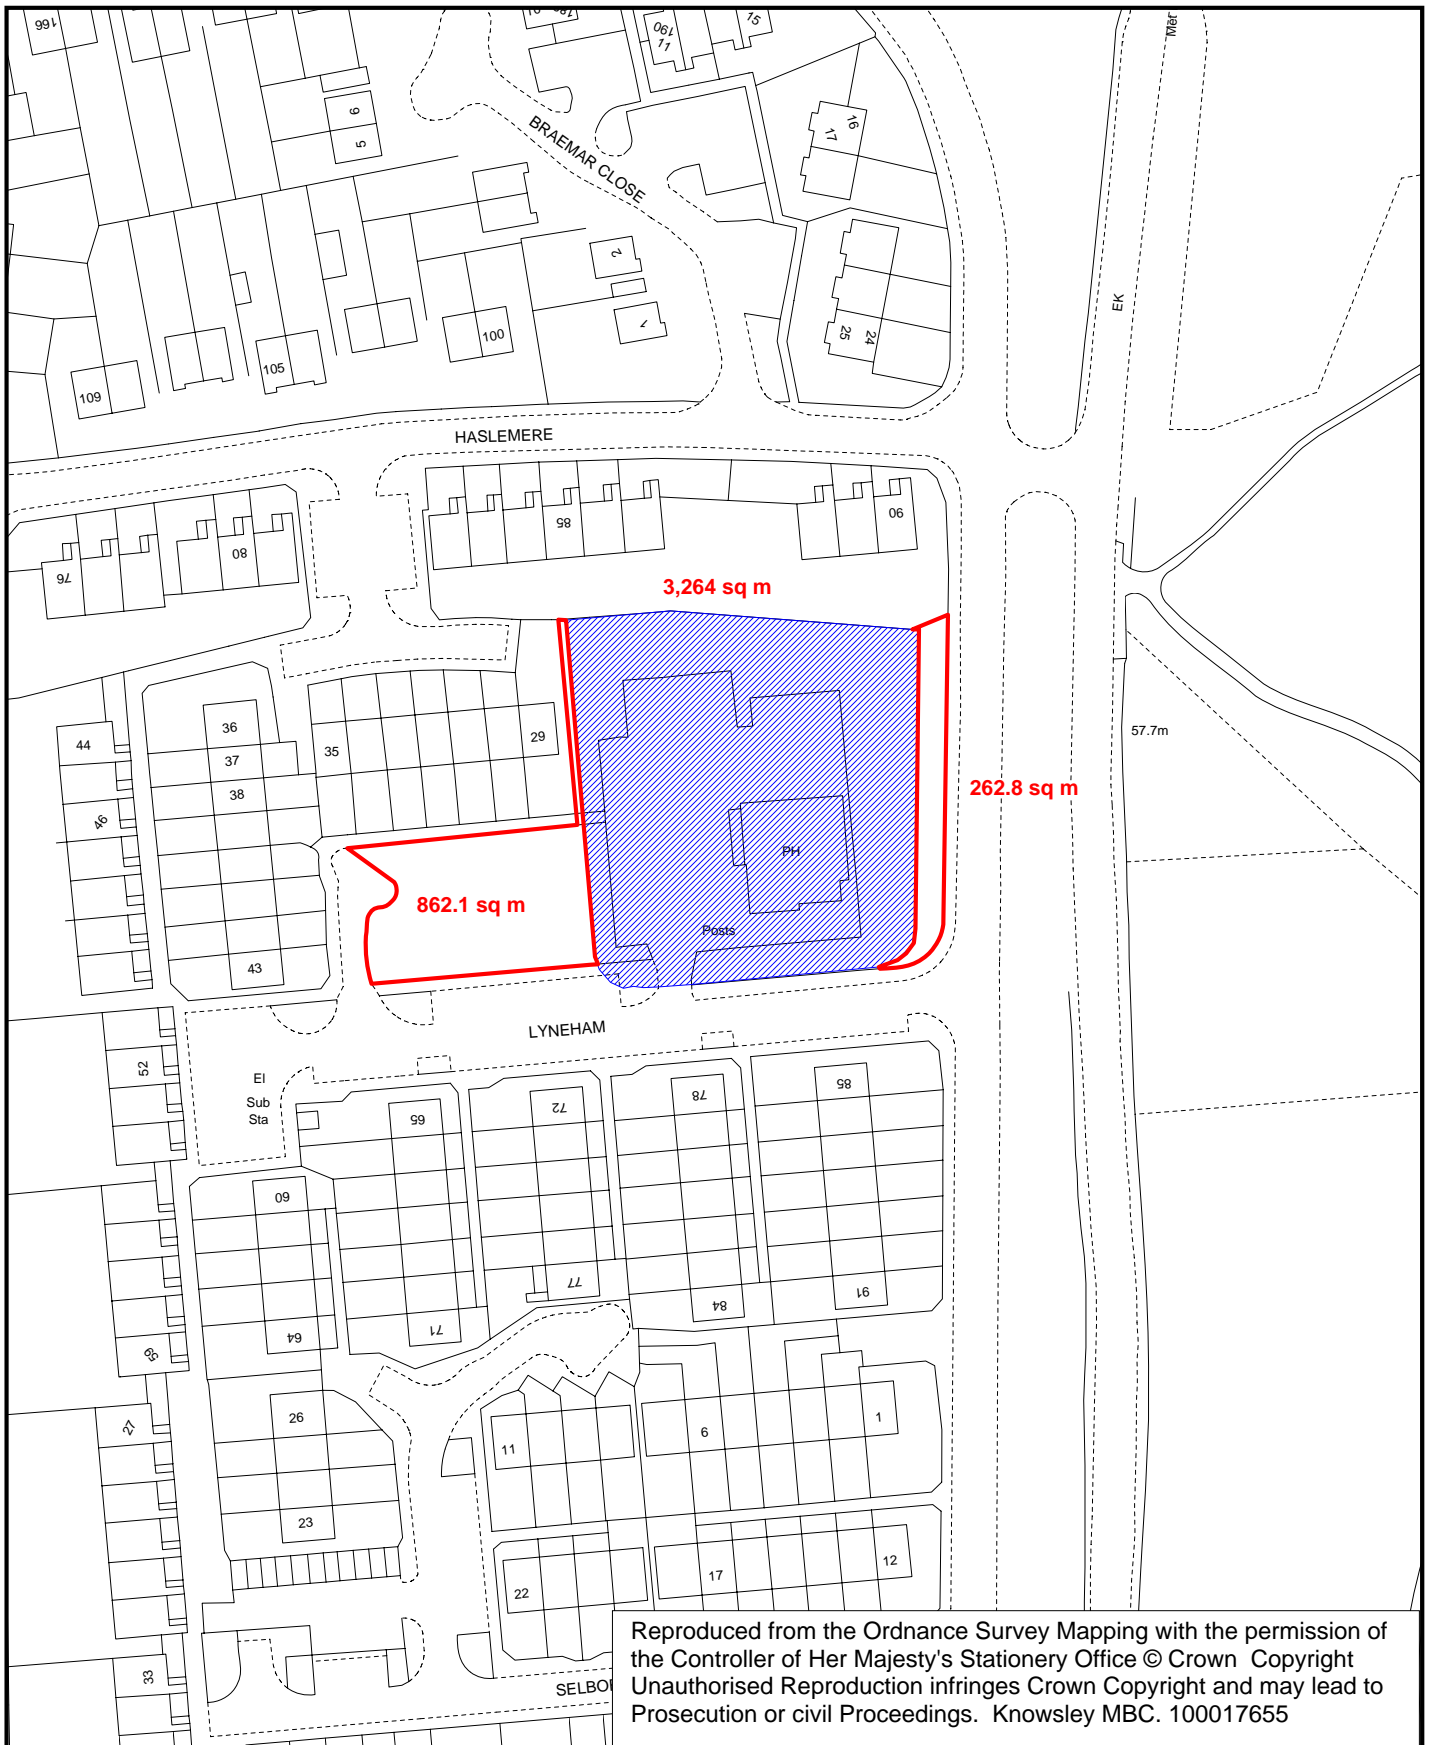 166
190
11
15
16
17
6
5
BRAEMAR CLOSE
2
1
100
105
109
25
24
Mer
EK
HASLEMERE
76
80
85
90
3,264 sq m
44
46
36
37
38
35
29
43
57.7m
262.8 sq m
PH
862.1 sq m
Posts
LYNEHAM
52
El
Sub
Sta
65
72
78
85
60
64
71
77
84
91
59
27
26
23
11
6
1
22
17
12
33
SELBOR
Reproduced from the Ordnance Survey Mapping with the permission of
the Controller of Her Majesty's Stationery Office © Crown Copyright
Unauthorised Reproduction infringes Crown Copyright and may lead to
Prosecution or civil Proceedings. Knowsley MBC. 100017655